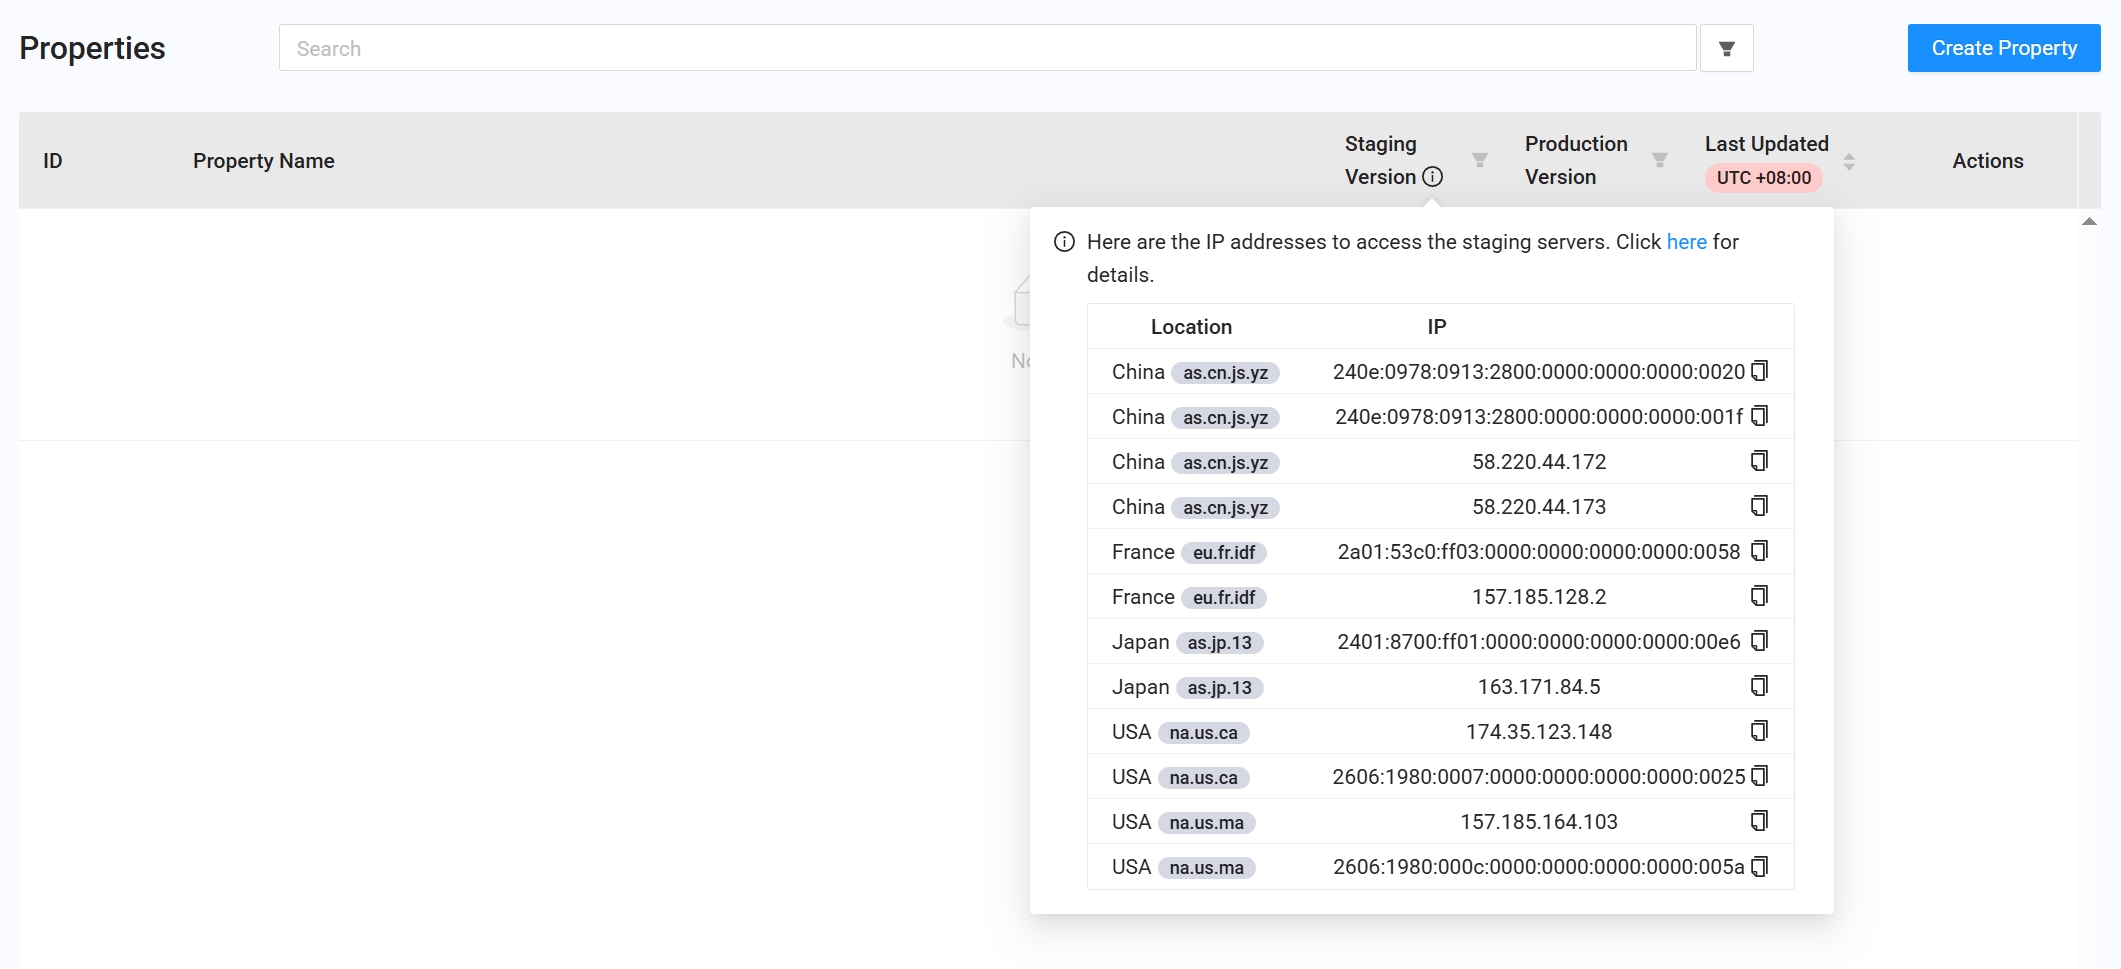 Properties
Search
Create Property
ID
Property Name
Staging
Version
Production
Version
Last Updated
UTC +08:00
Actions
Here are the IP addresses to access the staging servers. Click here for
details.
Location IP
China as.cn.js.yz 240e:0978:0913:2800:0000:0000:0000:0020
China as.cn.js.yz 240e:0978:0913:2800:0000:0000:0000:001f
China as.cn.js.yz 58.220.44.172
China as.cn.js.yz 58.220.44.173
France eu.fr.idf 2a01:53c0:ff03:0000:0000:0000:0000:0058
France eu.fr.idf 157.185.128.2
Japan as.jp.13 2401:8700:ff01:0000:0000:0000:0000:00e6
Japan as.jp.13 163.171.84.5
USA na.us.ca 174.35.123.148
USA na.us.ca 2606:1980:0007:0000:0000:0000:0000:0025
USA na.us.ma 157.185.164.103
USA na.us.ma 2606:1980:000c:0000:0000:0000:0000:005a